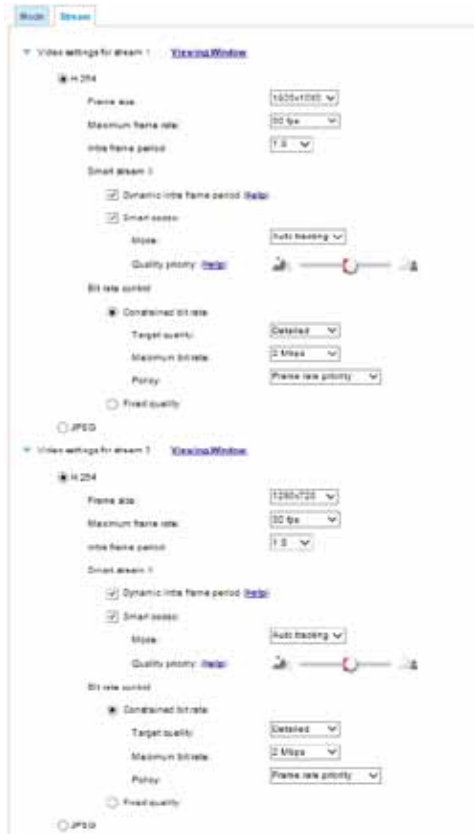 Mode Stream
Video settings for stream 1 Viewing Window
H.264
Frame size: 1920x1080
Maximum frame rate: 30 fps
Intra frame period: 1 S
Smart stream II
Dynamic intra frame period (Help)
Smart codec
Mode: Auto tracking
Quality priority: (Help)
Bit rate control
Constrained bit rate:
Target quality: Detailed
Maximum bit rate: 2 Mbps
Policy: Frame rate priority
Fixed quality:
JPEG
Video settings for stream 2 Viewing Window
H.264
Frame size: 1280x720
Maximum frame rate: 30 fps
Intra frame period: 1 S
Smart stream II
Dynamic intra frame period (Help)
Smart codec
Mode: Auto tracking
Quality priority: (Help)
Bit rate control
Constrained bit rate:
Target quality: Detailed
Maximum bit rate: 2 Mbps
Policy: Frame rate priority
Fixed quality:
JPEG